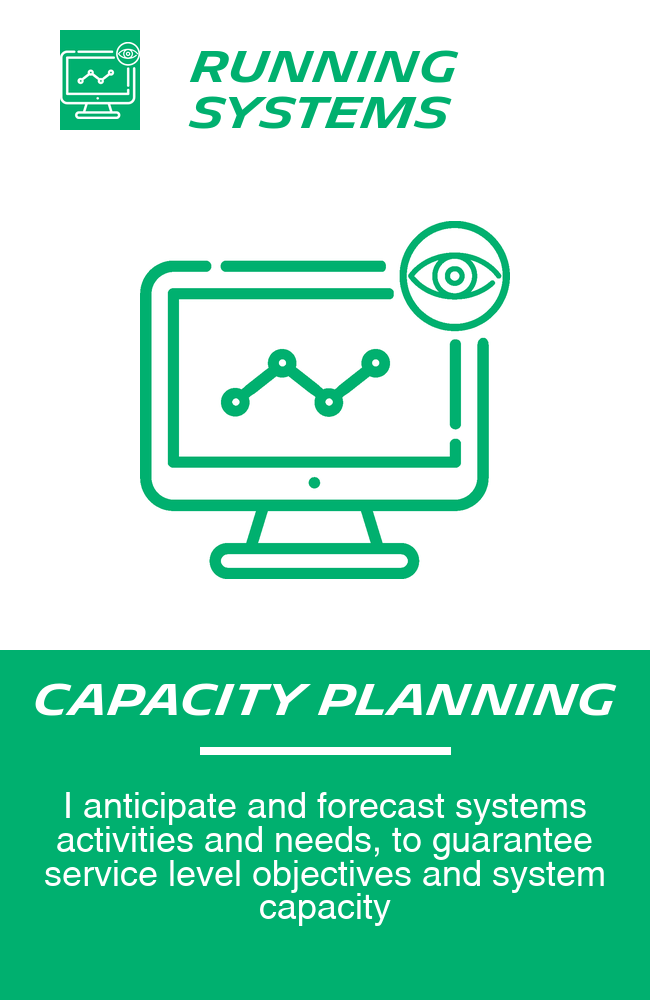 RUNNING
SYSTEMS
CAPACITY PLANNING
I anticipate and forecast systems
activities and needs, to guarantee
service level objectives and system
capacity